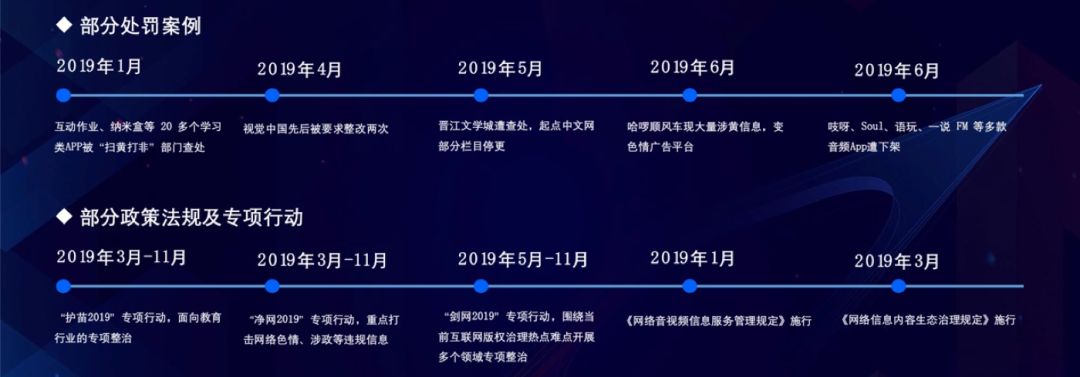 ◆ 部分处罚案例
2019年1月
2019年4月
2019年5月
2019年6月
2019年6月
互动作业、纳米盒等 20 多个学习
类APP被“扫黄打非”部门查处
视觉中国先后被要求整改两次
晋江文学城遭查处，起点中文网
部分栏目停更
哈啰顺风车现大量涉黄信息，变
色情广告平台
吱呀、Soul、语玩、一说 FM 等多款
音频App遭下架
◆ 部分政策法规及专项行动
2019年3月-11月
2019年3月-11月
2019年5月-11月
2019年1月
2019年3月
“护苗2019”专项行动，面向教育
行业的专项整治
“净网2019”专项行动，重点打
击网络色情、涉政等违规信息
“剑网2019”专项行动，围绕当
前互联网版权治理热点难点开展
多个领域专项整治
《网络音视频信息服务管理规定》施行
《网络信息内容生态治理规定》施行